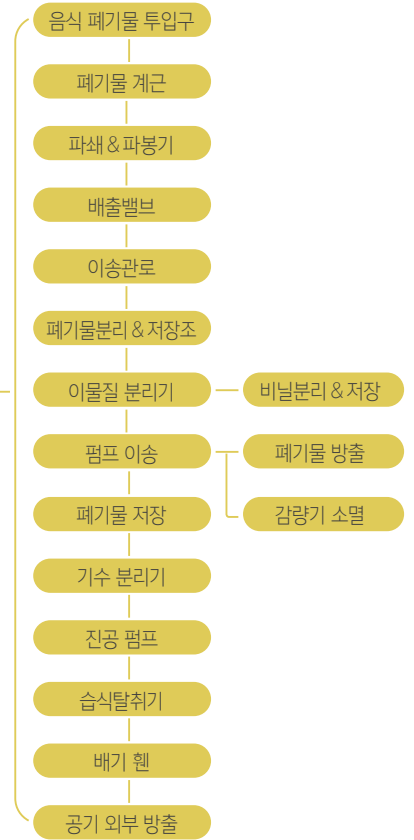 음식 폐기물 투입구
폐기물 계근
파쇄 & 파봉기
배출밸브
이송관로
폐기물분리 & 저장조
이물질 분리기
비닐분리 & 저장
펌프 이송
폐기물 방출
폐기물 저장
감량기 소멸
기수 분리기
진공 펌프
습식탈취기
배기 휀
공기 외부 방출